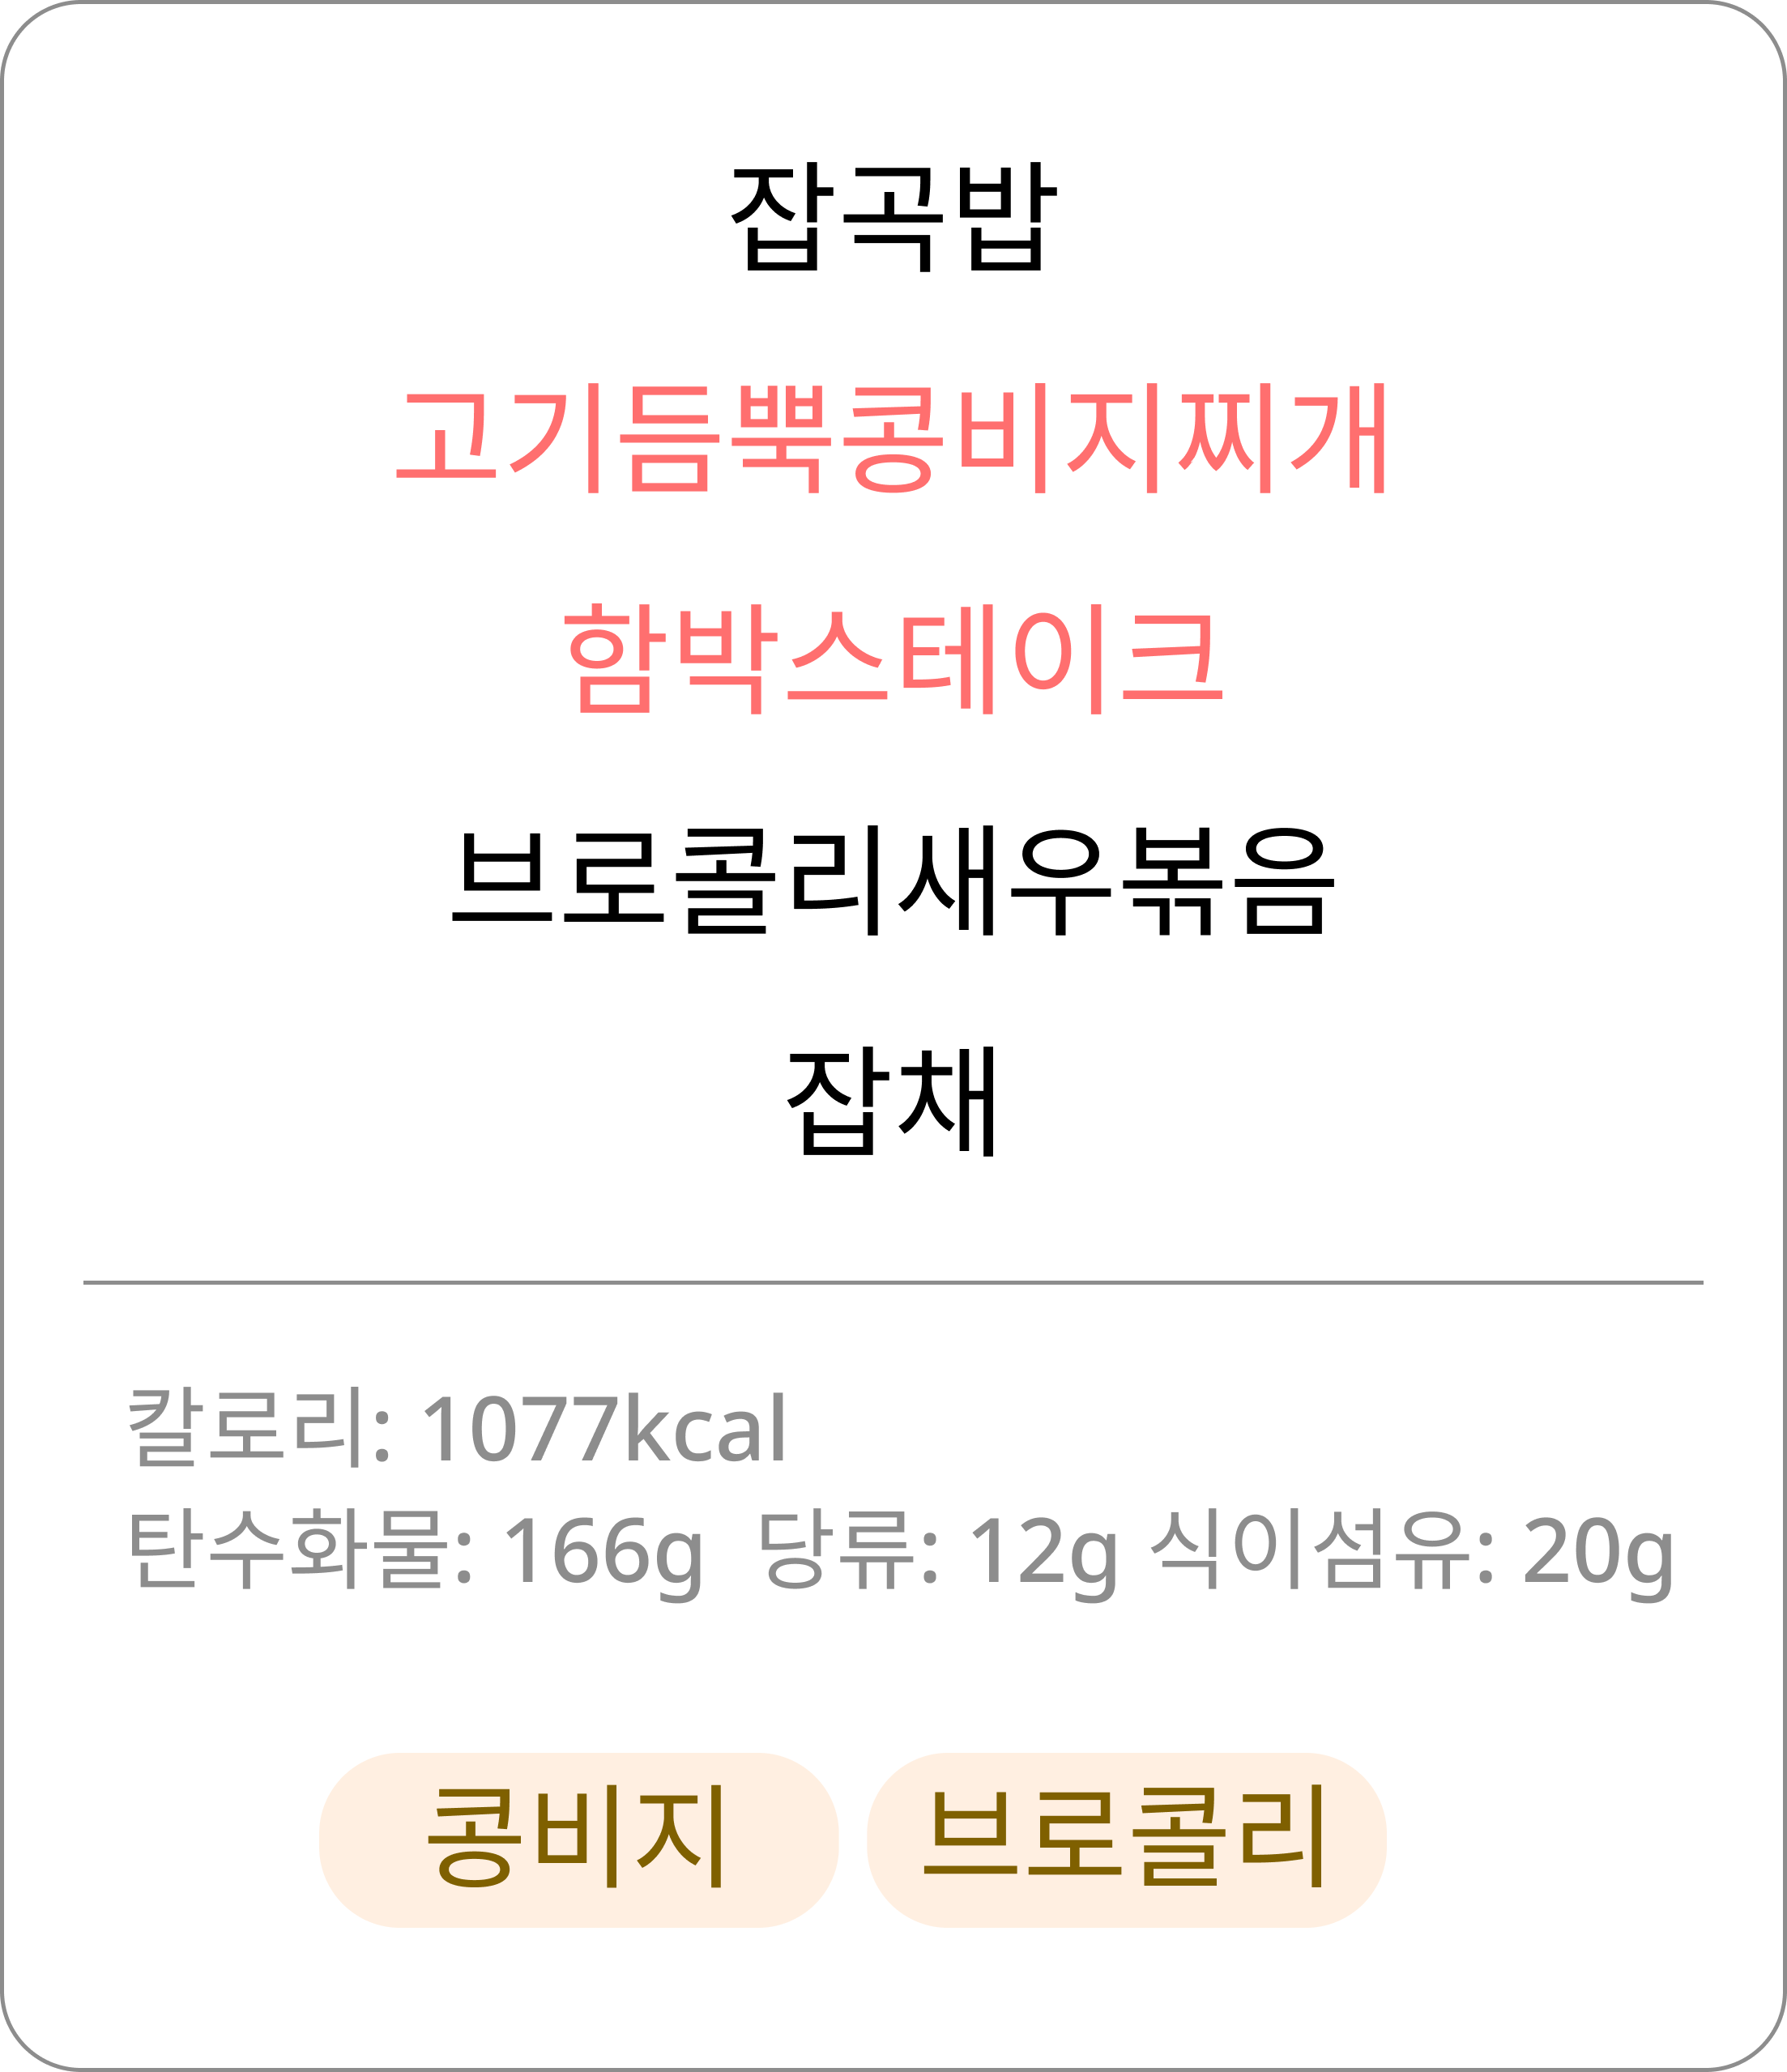 잡곡밥
고기듬뿍콩비지찌개
함박스테이크
브로콜리새우볶음
잡채
칼로리: 1077kcal
탄수화물: 166g 당류: 12g 식이섬유: 20g
콩비지 브로콜리